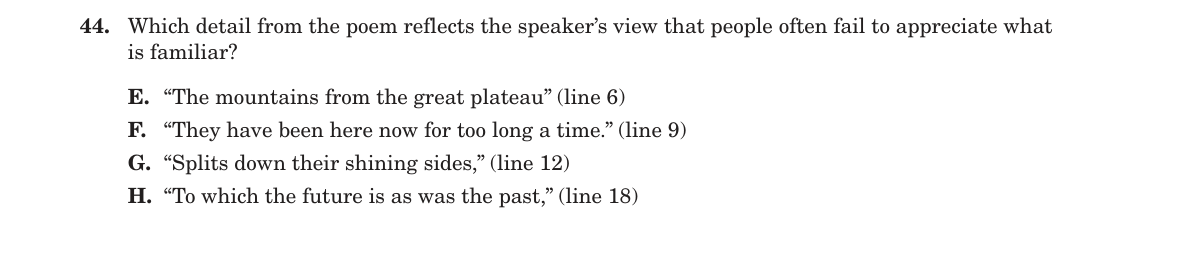 44. Which detail from the poem reflects the speaker’s view that people often fail to appreciate what
is familiar?
E. “The mountains from the great plateau” (line 6)
F. “They have been here now for too long a time.” (line 9)
G. “Splits down their shining sides,” (line 12)
H. “To which the future is as was the past,” (line 18)